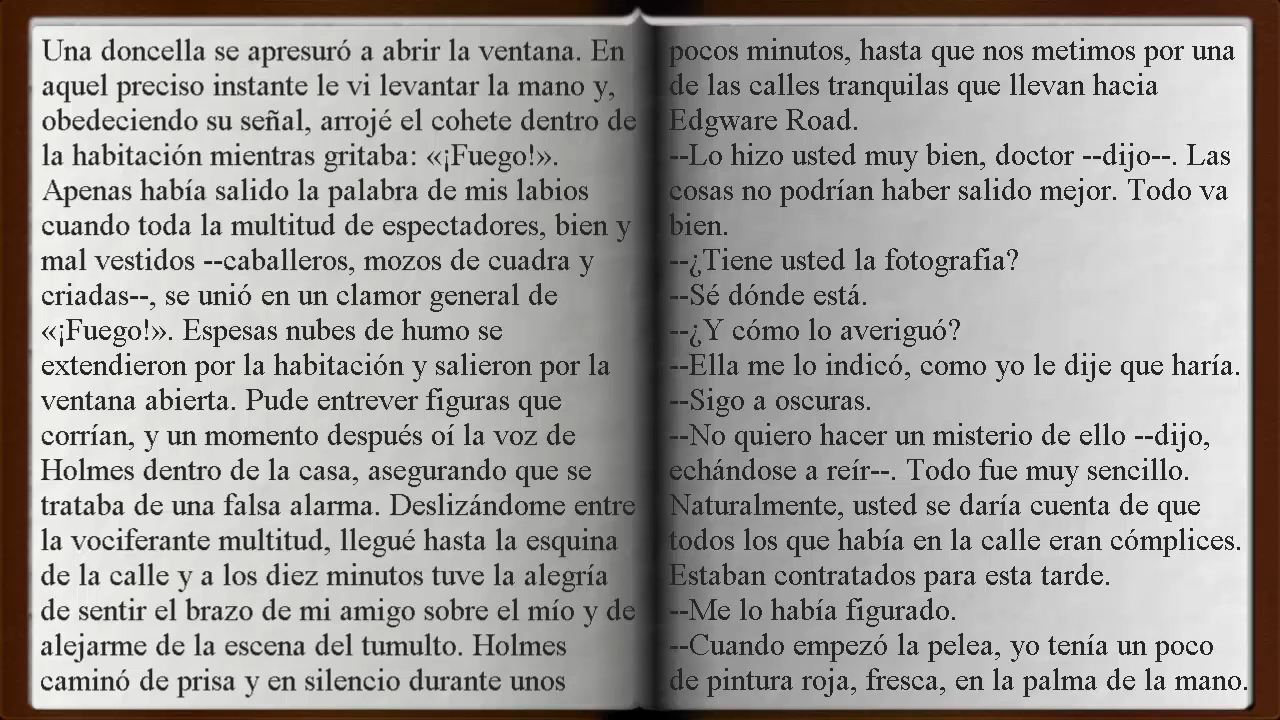 Una doncella se apresuró a abrir la ventana. En
aquel preciso instante le vi levantar la mano y,
obedeciendo su señal, arrojé el cohete dentro de
la habitación mientras gritaba: «¡Fuego!».
Apenas había salido la palabra de mis labios
cuando toda la multitud de espectadores, bien y
mal vestidos --caballeros, mozos de cuadra y
criadas--, se unió en un clamor general de
«¡Fuego!». Espesas nubes de humo se
extendieron por la habitación y salieron por la
ventana abierta. Pude entrever figuras que
corrían, y un momento después oí la voz de
Holmes dentro de la casa, asegurando que se
trataba de una falsa alarma. Deslizándome entre
la vociferante multitud, llegué hasta la esquina
de la calle y a los diez minutos tuve la alegría
de sentir el brazo de mi amigo sobre el mío y de
alejarme de la escena del tumulto. Holmes
caminó de prisa y en silencio durante unos
pocos minutos, hasta que nos metimos por una
de las calles tranquilas que llevan hacia
Edgware Road.
--Lo hizo usted muy bien, doctor --dijo--. Las
cosas no podrían haber salido mejor. Todo va
bien.
--¿Tiene usted la fotografia?
--Sé dónde está.
--¿Y cómo lo averiguó?
--Ella me lo indicó, como yo le dije que haría.
--Sigo a oscuras.
--No quiero hacer un misterio de ello --dijo,
echándose a reír--. Todo fue muy sencillo.
Naturalmente, usted se daría cuenta de que
todos los que había en la calle eran cómplices.
Estaban contratados para esta tarde.
--Me lo había figurado.
--Cuando empezó la pelea, yo tenía un poco
de pintura roja, fresca, en la palma de la mano.